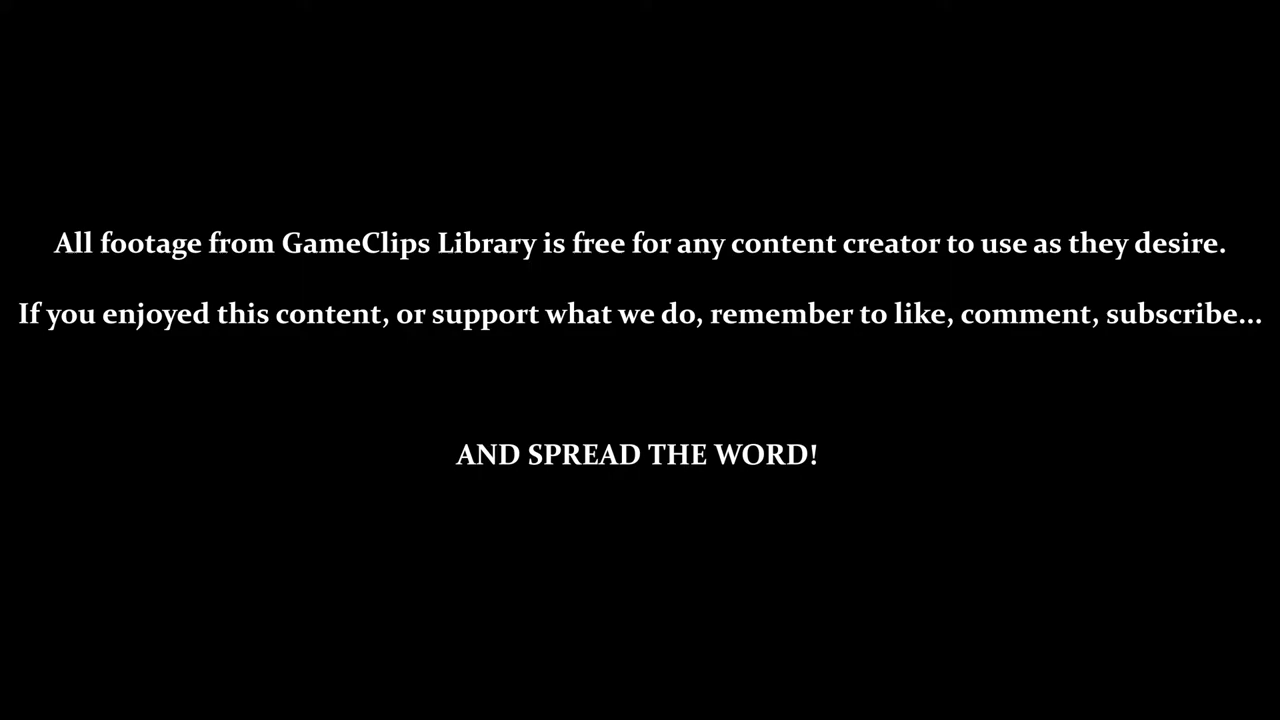 All footage from GameClips Library is free for any content creator to use as they desire.
If you enjoyed this content, or support what we do, remember to like, comment, subscribe...
AND SPREAD THE WORD!